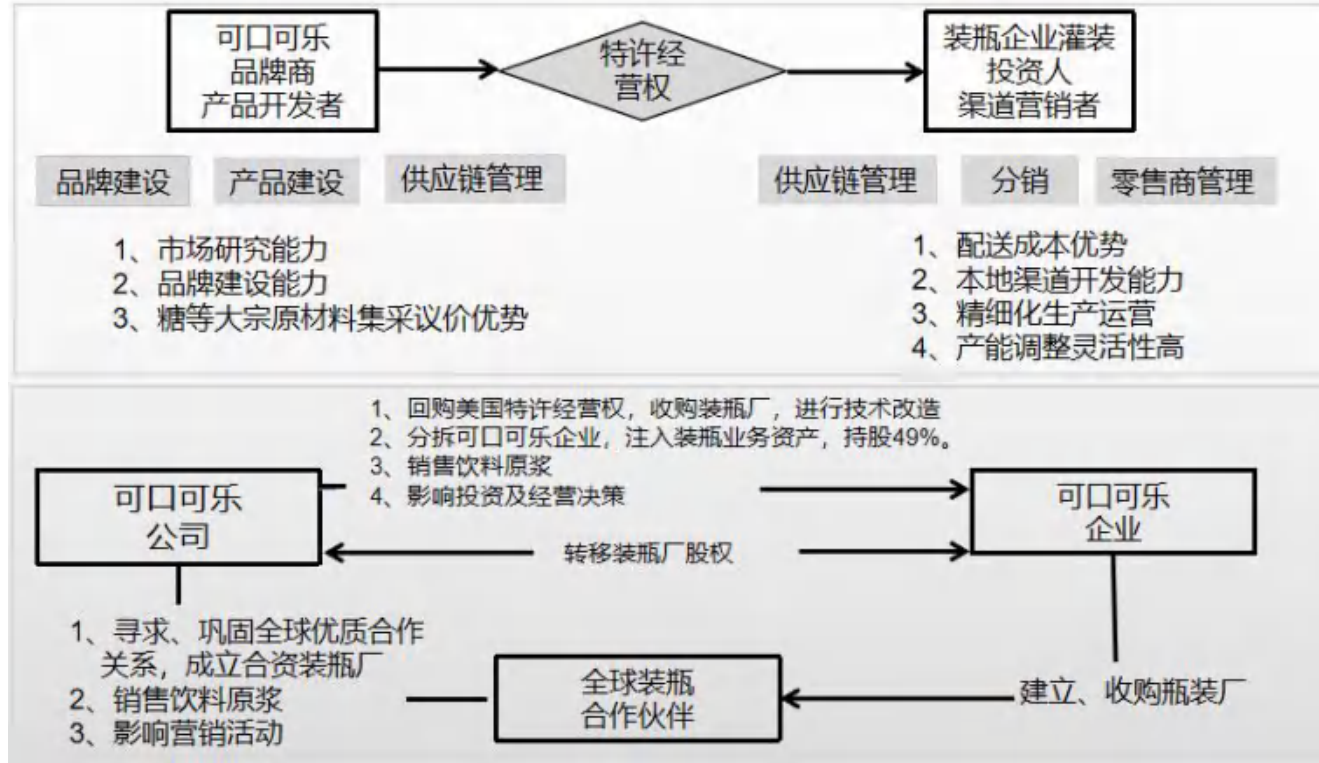 可口可乐
品牌商
产品开发者
特许经
营权
装瓶企业灌装
投资人
渠道营销者
品牌建设
产品建设
供应链管理
供应链管理
分销
零售商管理
1、市场研究能力
2、品牌建设能力
3、糖等大宗原材料集采议价优势
1、配送成本优势
2、本地渠道开发能力
3、精细化生产运营
4、产能调整灵活性高
1、回购美国特许经营权，收购装瓶厂，进行技术改造
2、分拆可口可乐企业，注入装瓶业务资产，持股49%。
3、销售饮料原浆
4、影响投资及经营决策
可口可乐
公司
可口可乐
企业
转移装瓶厂股权
1、寻求、巩固全球优质合作
关系，成立合资装瓶厂
2、销售饮料原浆
3、影响营销活动
全球装瓶
合作伙伴
建立、收购瓶装厂